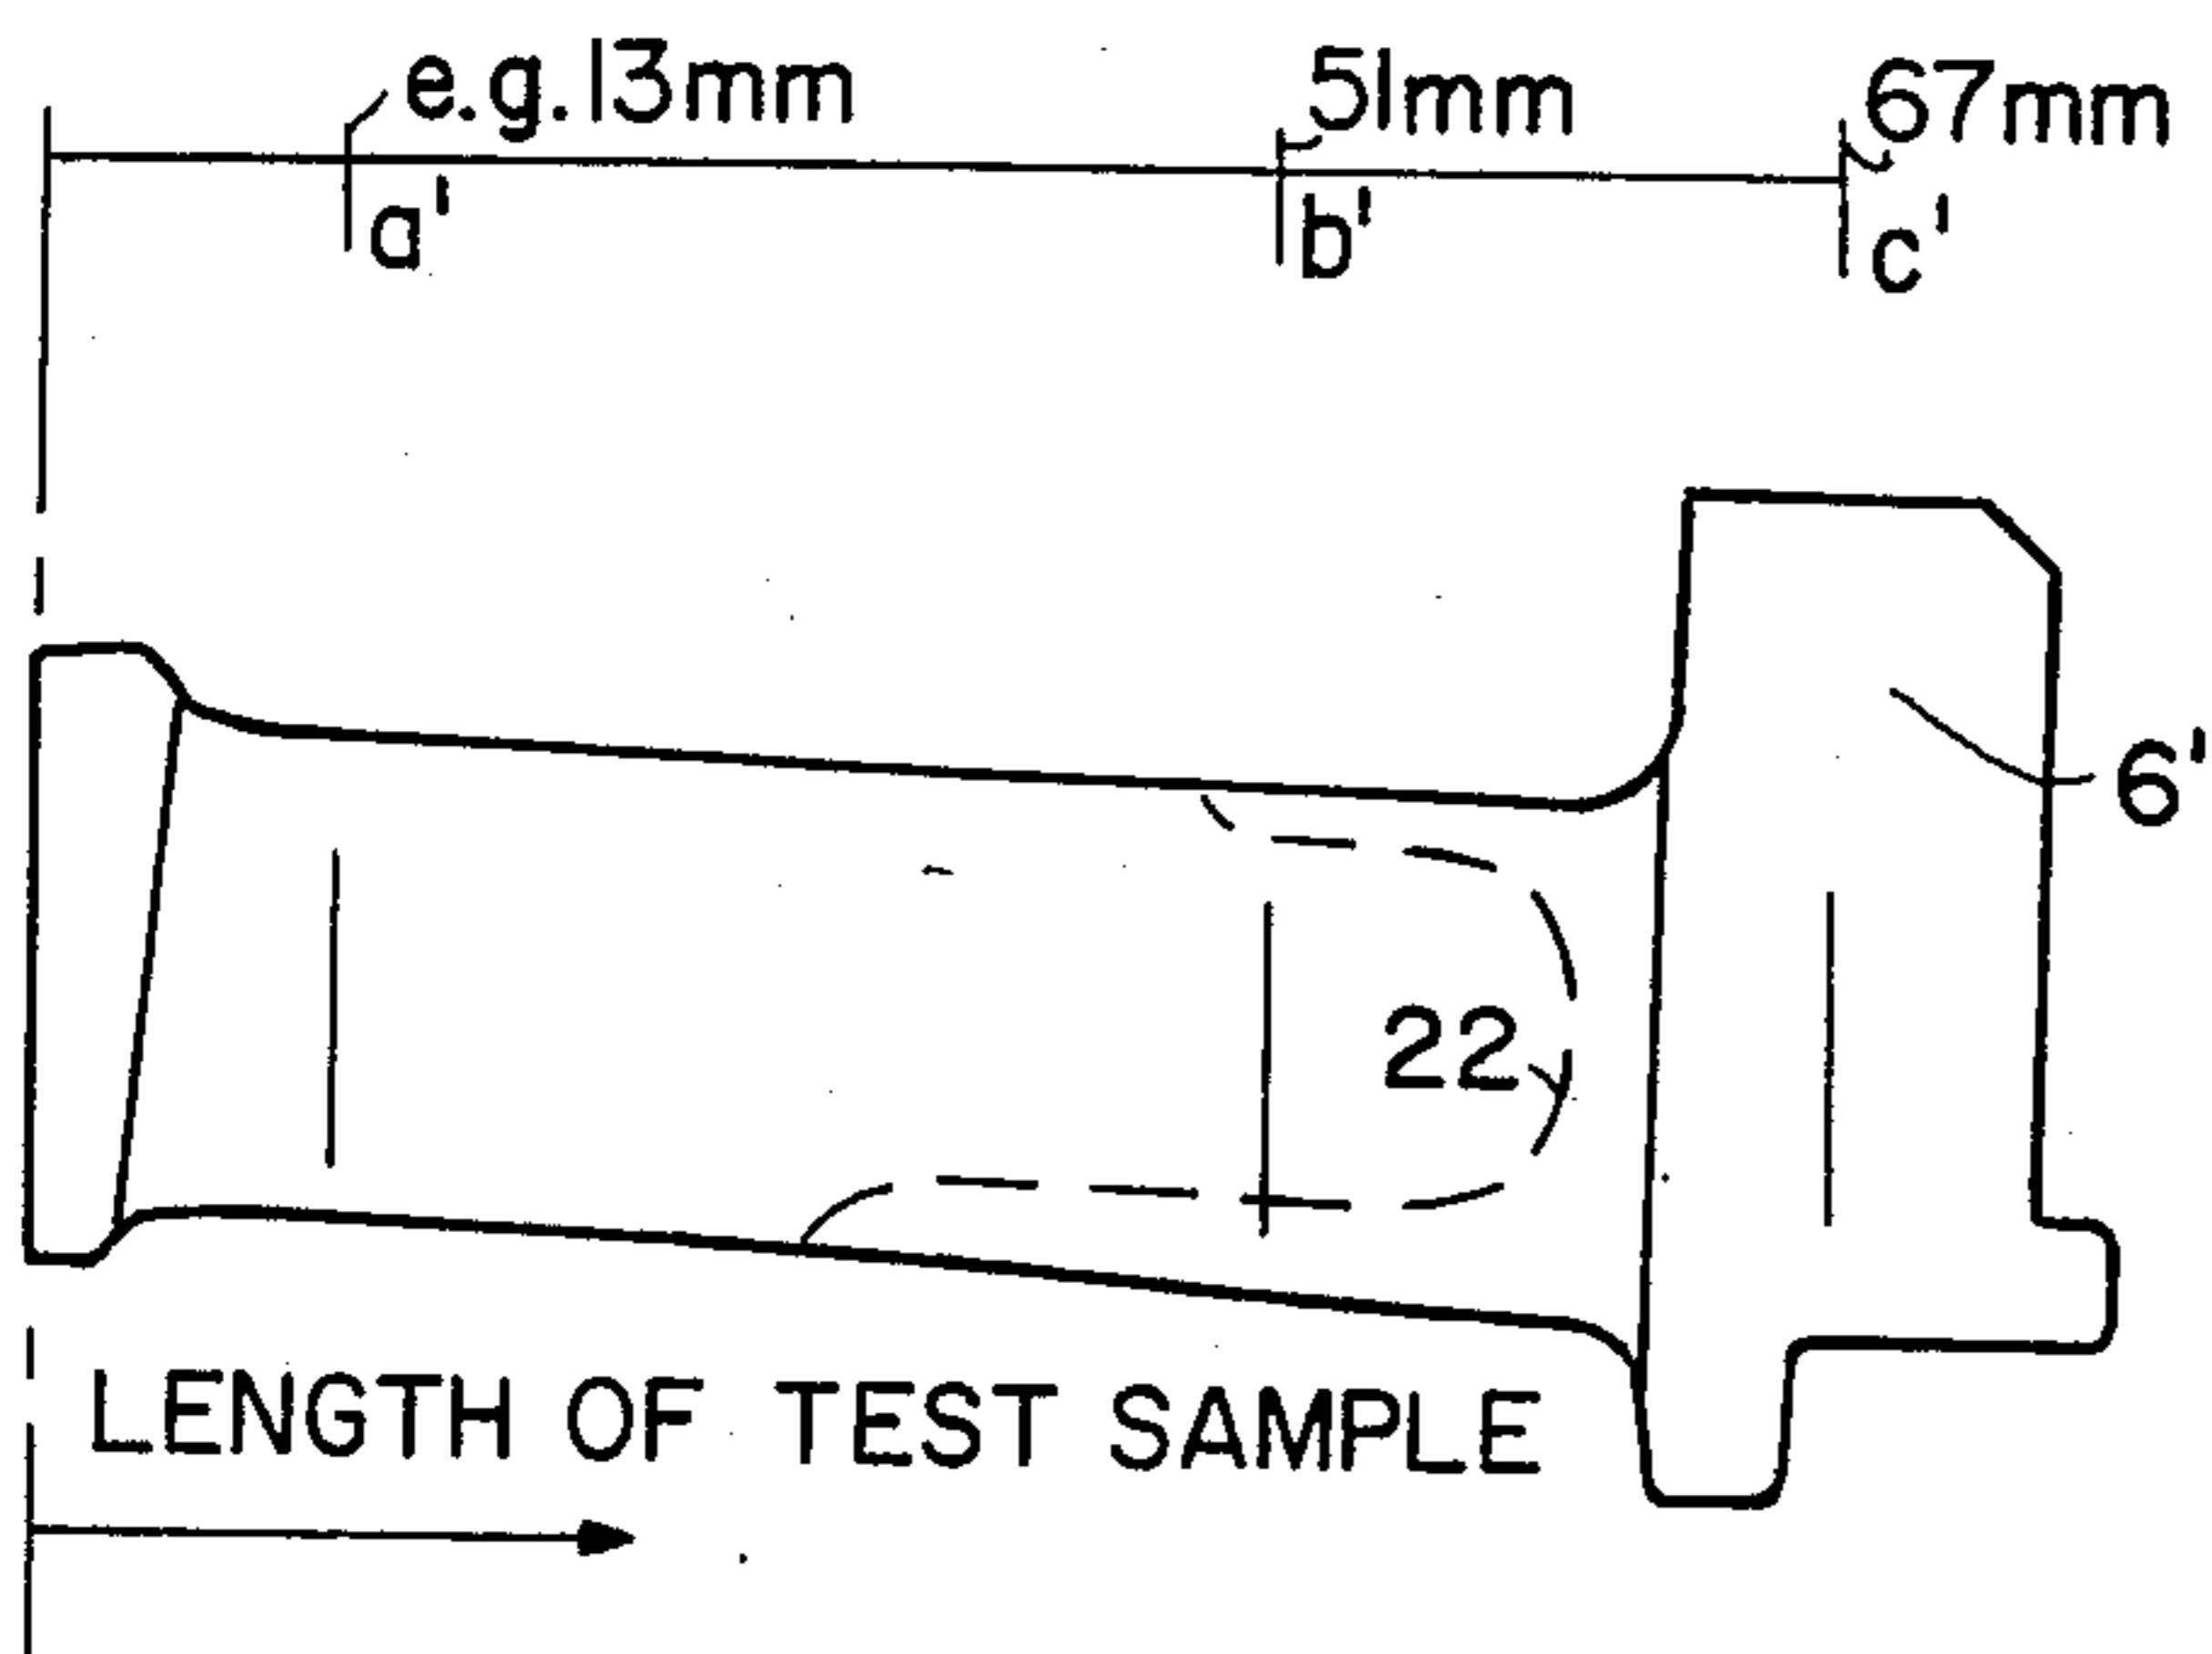 e.g.13mm 51mm 67mm
a' b' c'
6'
22
LENGTH OF TEST SAMPLE